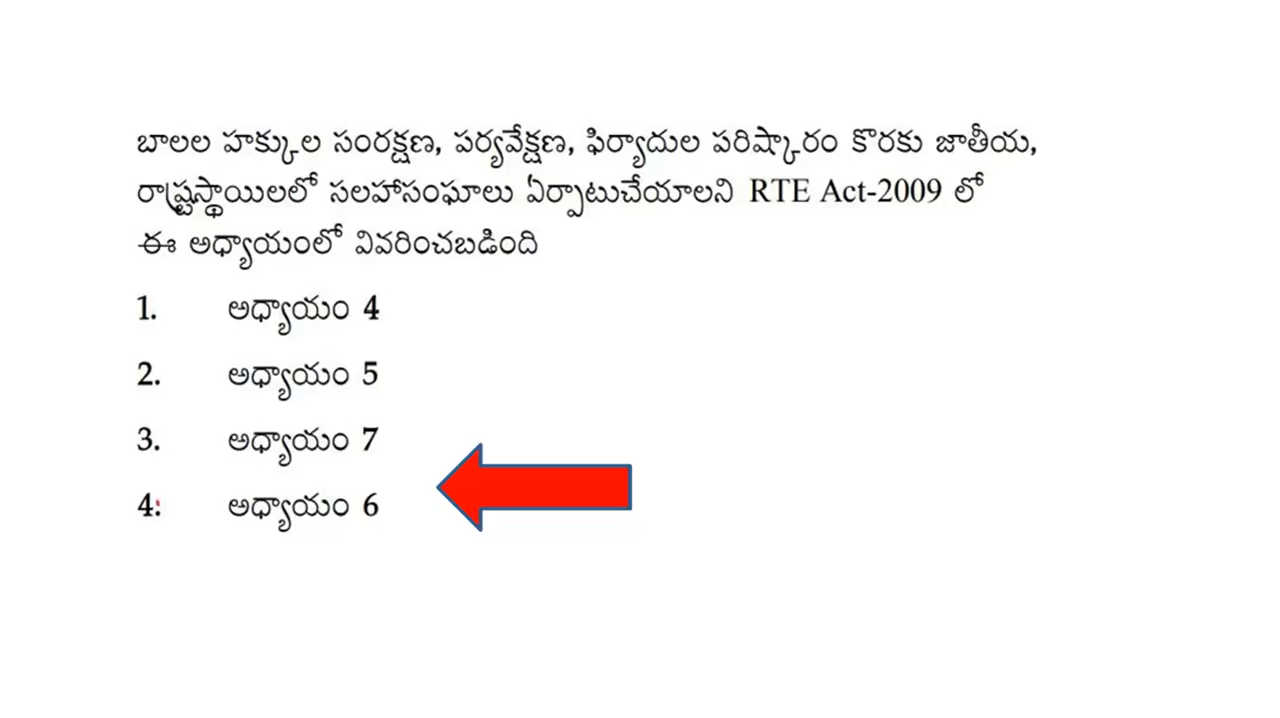 బాలల హక్కుల సంరక్షణ, పర్యవేక్షణ, ఫిర్యాదుల పరిష్కారం కొరకు జాతీయ,
రాష్ట్రస్థాయిలలో సలహాసంఘాలు ఏర్పాటుచేయాలని RTE Act-2009 లో
ఈ అధ్యాయంలో వివరించబడింది
1. అధ్యాయం 4
2. అధ్యాయం 5
3. అధ్యాయం 7
4. అధ్యాయం 6